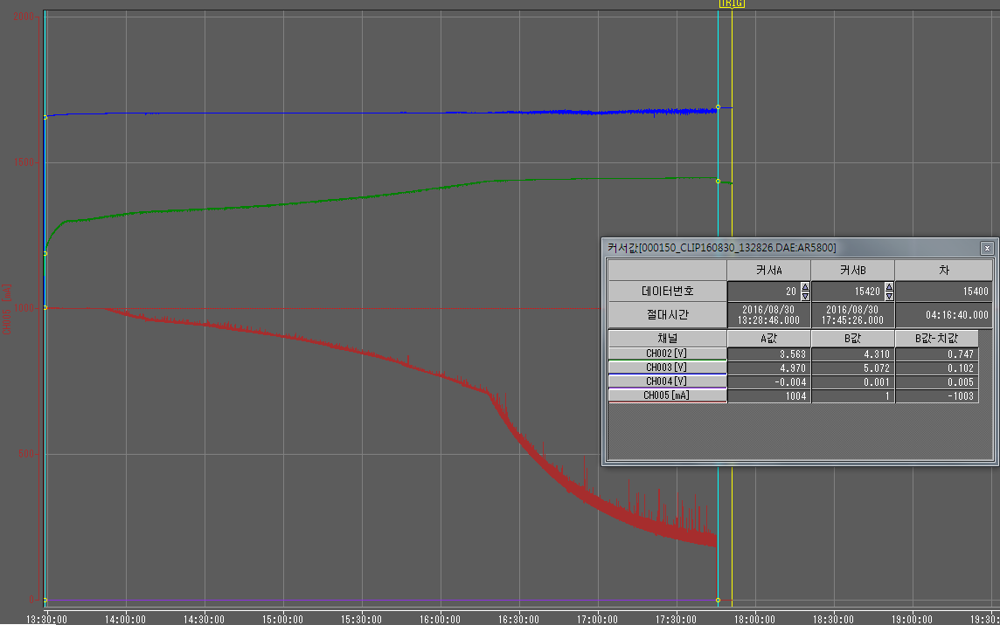 TRIG
2000
1500
1000
500
0
CH005 [mA]
13:30:00 14:00:00 14:30:00 15:00:00 15:30:00 16:00:00 16:30:00 17:00:00 17:30:00 18:00:00 18:30:00 19:00:00 19:30:
커서값[000150_CLIP160830_132826.DAE:AR5800]
커서A 커서B 차
데이터번호 20 15420 15400
절대시간 2016/08/30 13:28:46.000 2016/08/30 17:45:26.000 04:16:40.000
채널 A값 B값 B값-치값
CH002[V] 3.563 4.310 0.747
CH003[V] 4.970 5.072 0.102
CH004[V] -0.004 0.001 0.005
CH005[mA] 1004 1 -1003